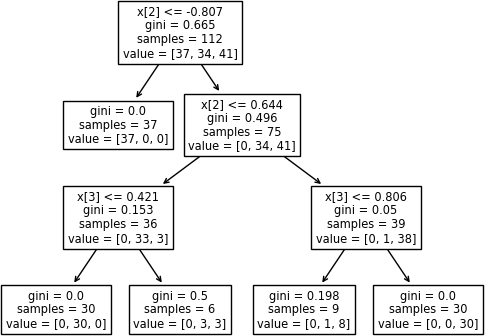 x[2] <= -0.807
gini = 0.665
samples = 112
value = [37, 34, 41]
gini = 0.0
samples = 37
value = [37, 0, 0]
x[2] <= 0.644
gini = 0.496
samples = 75
value = [0, 34, 41]
x[3] <= 0.421
gini = 0.153
samples = 36
value = [0, 33, 3]
x[3] <= 0.806
gini = 0.05
samples = 39
value = [0, 1, 38]
gini = 0.0
samples = 30
value = [0, 30, 0]
gini = 0.5
samples = 6
value = [0, 3, 3]
gini = 0.198
samples = 9
value = [0, 1, 8]
gini = 0.0
samples = 30
value = [0, 0, 30]